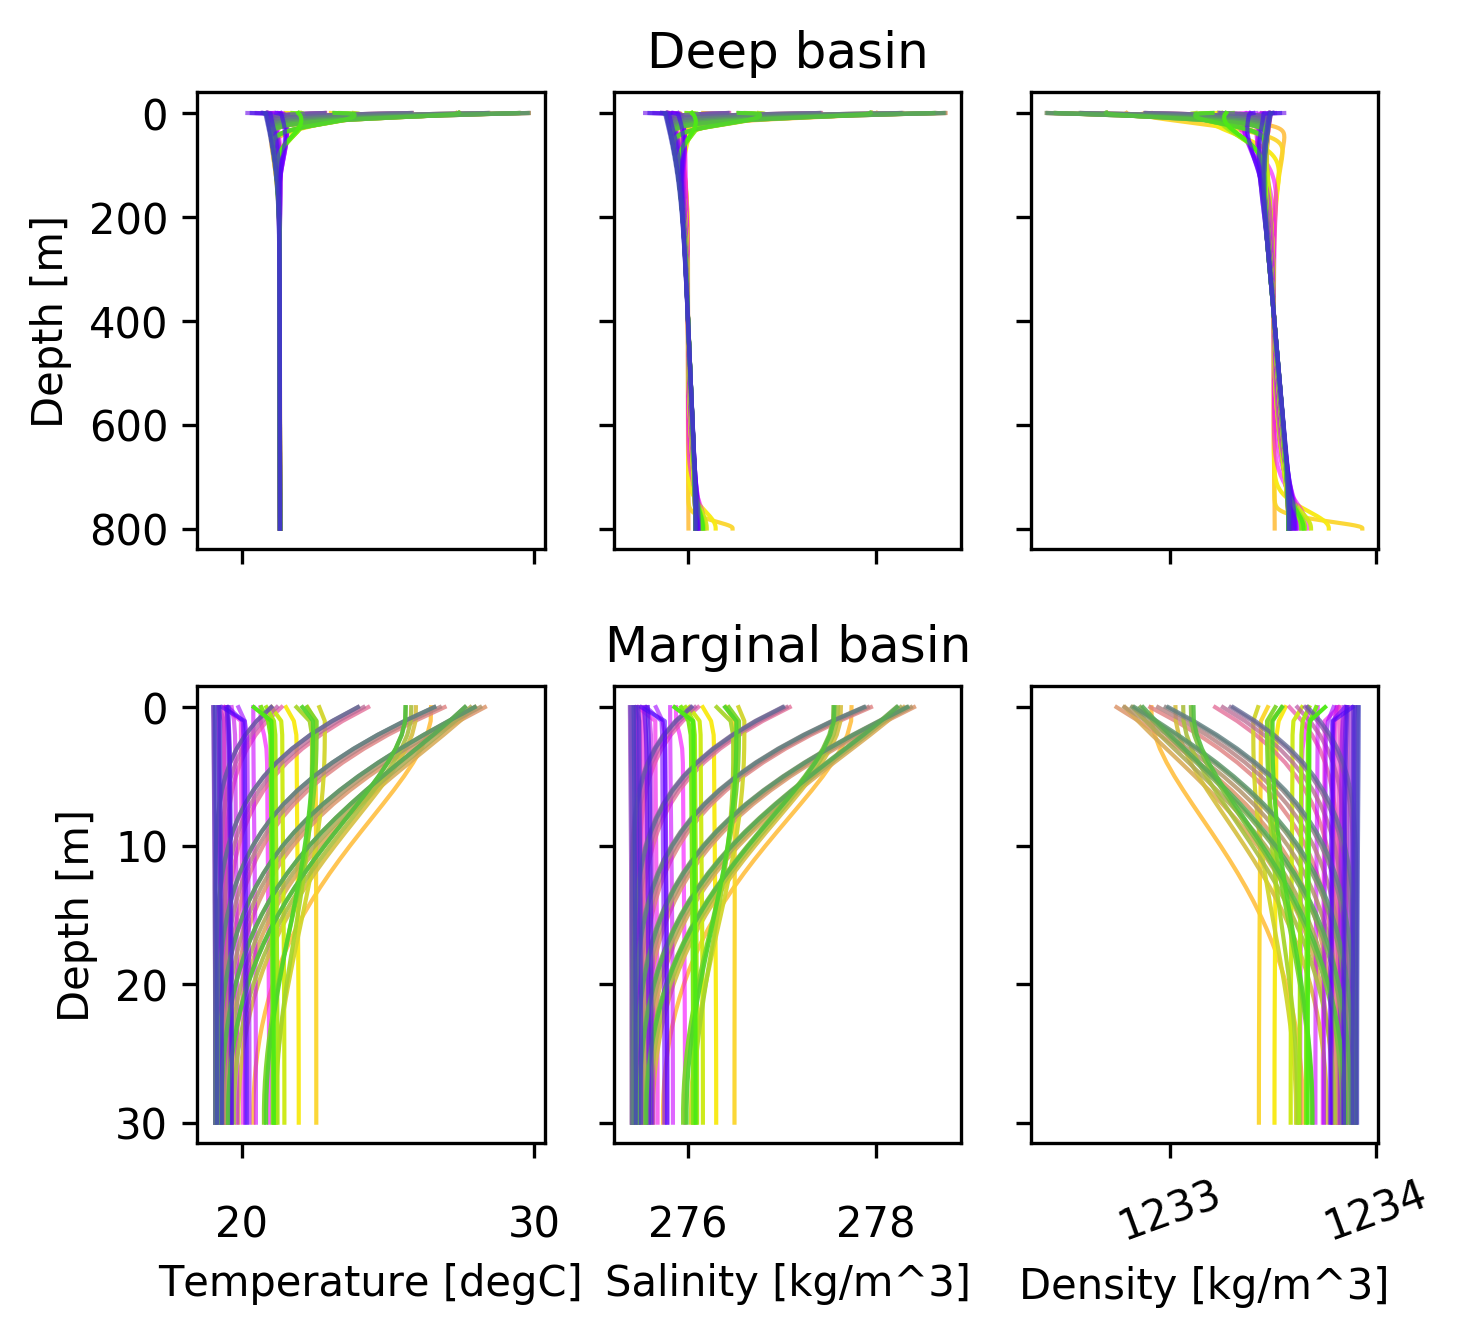 Deep basin
0
200
400
600
800
Depth [m]
Marginal basin
0
10
20
30
Depth [m]
20 30 276 278 1233 1234
Temperature [degC] Salinity [kg/m^3] Density [kg/m^3]